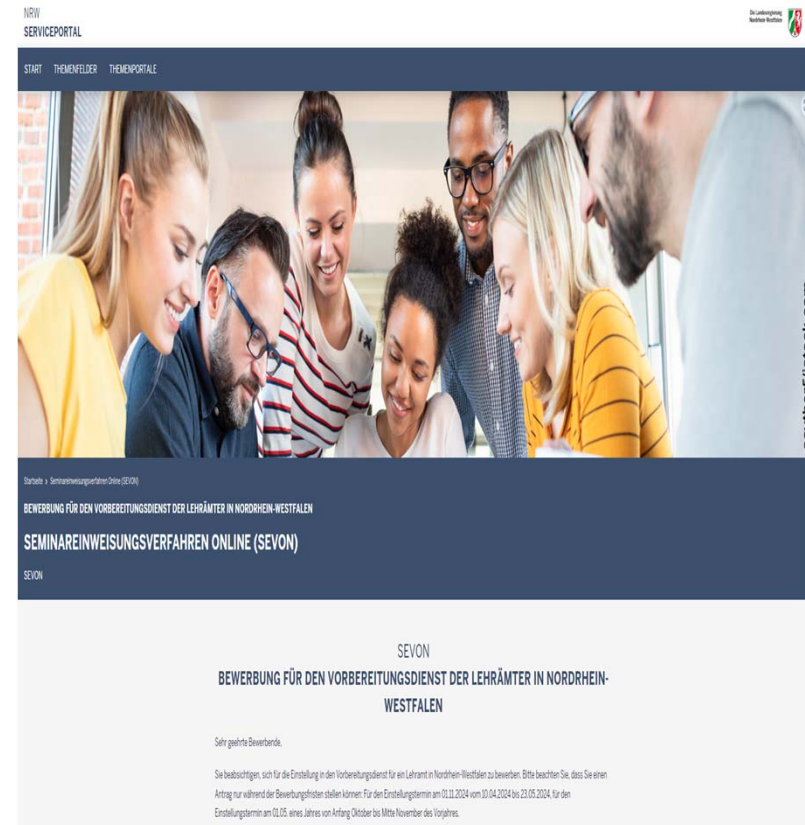 NRW
SERVICEPORTAL
Die Landesregierung
Nordrhein-Westfalen
START THEMENFELDER THEMENPORTALE
Startseite > Seminareinweisungsverfahren Online (SEVON)
BEWERBUNG FÜR DEN VORBEREITUNGSDIENST DER LEHRÄMTER IN NORDRHEIN-WESTFALEN
SEMINAREINWEISUNGSVERFAHREN ONLINE (SEVON)
SEVON
SEVON
BEWERBUNG FÜR DEN VORBEREITUNGSDIENST DER LEHRÄMTER IN NORDRHEIN-
WESTFALEN
Sehr geehrte Bewerbende,
Sie beabsichtigen, sich für die Einstellung in den Vorbereitungsdienst für ein Lehramt in Nordrhein-Westfalen zu bewerben. Bitte beachten Sie, dass Sie einen
Antrag nur während der Bewerbungsfristen stellen können: Für den Einstellungstermin am 01.11.2024 vom 10.04.2024 bis 23.05.2024, für den
Einstellungstermin am 01.05. eines Jahres von Anfang Oktober bis Mitte November des Vorjahres.